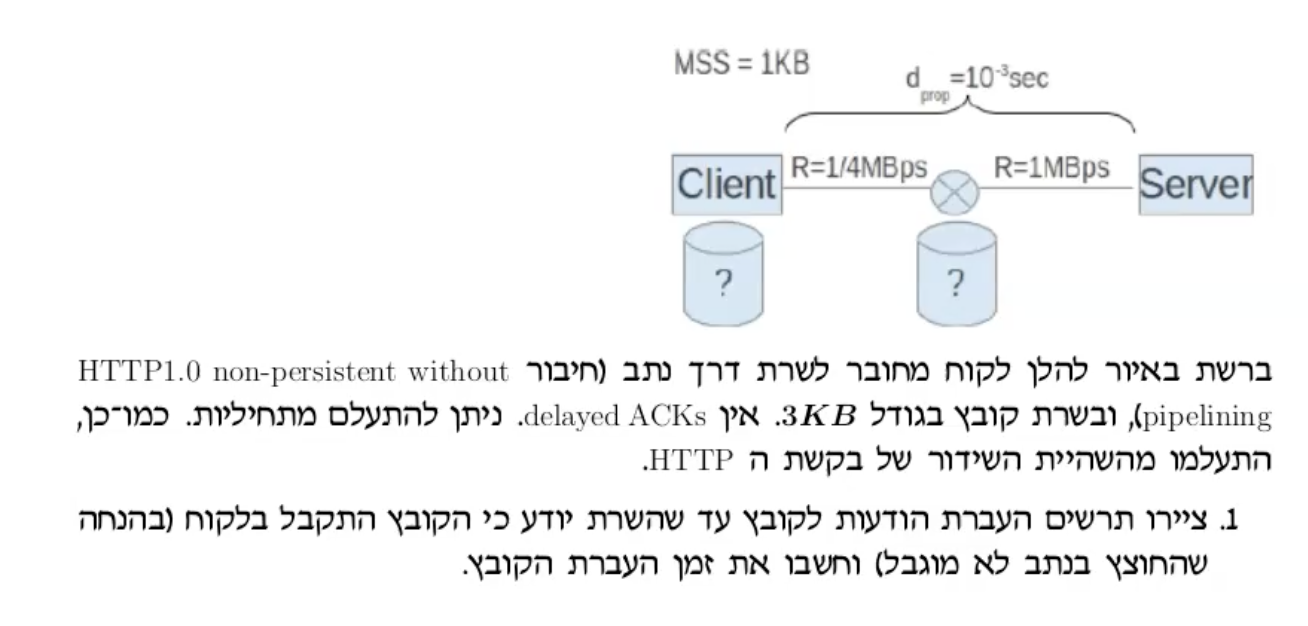 MSS = 1KB
d_prop=10^-3 sec
R=1/4MBps
R=1MBps
Client
Server
?
?
ברשת באיור להלן לקוח מחובר לשרת דרך נתב (חיבור HTTP1.0 non-persistent without
pipelining), ובשרת קובץ בגודל 3KB. אין delayed ACKs. ניתן להתעלם מתחיליות. כמו־כן,
התעלמו מהשהיית השידור של בקשת ה HTTP.
1. ציירו תרשים העברת הודעות לקובץ עד שהשרת יודע כי הקובץ התקבל בלקוח (בהנחה
שהחוצץ בנתב לא מוגבל) וחשבו את זמן העברת הקובץ.